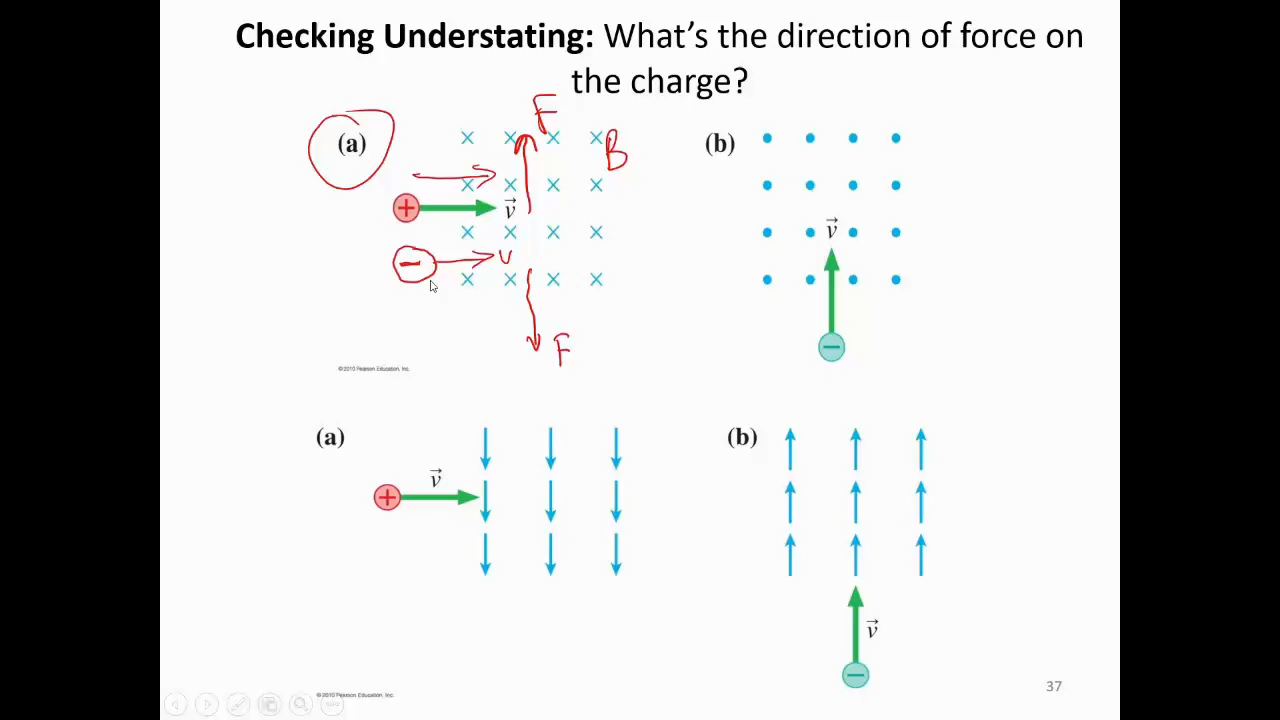 Checking Understating: What's the direction of force on
the charge?
F
(a)
B
(b)
+
v
v
− v
−
F
©2010 Pearson Education, Inc.
(a)
(b)
v
+
v
−
37
©2010 Pearson Education, Inc.